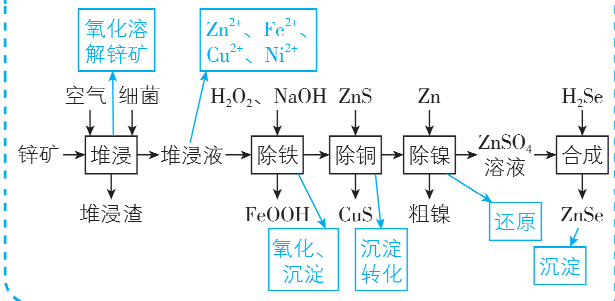 氧化溶
解锌矿
Zn²⁺、Fe²⁺、
Cu²⁺、Ni²⁺
空气 细菌
H₂O₂、NaOH ZnS Zn H₂Se
锌矿 堆浸 堆浸液 除铁 除铜 除镍 ZnSO₄
溶液 合成
堆浸渣 FeOOH CuS 粗镍 ZnSe
氧化、
沉淀
沉淀
转化
还原
沉淀